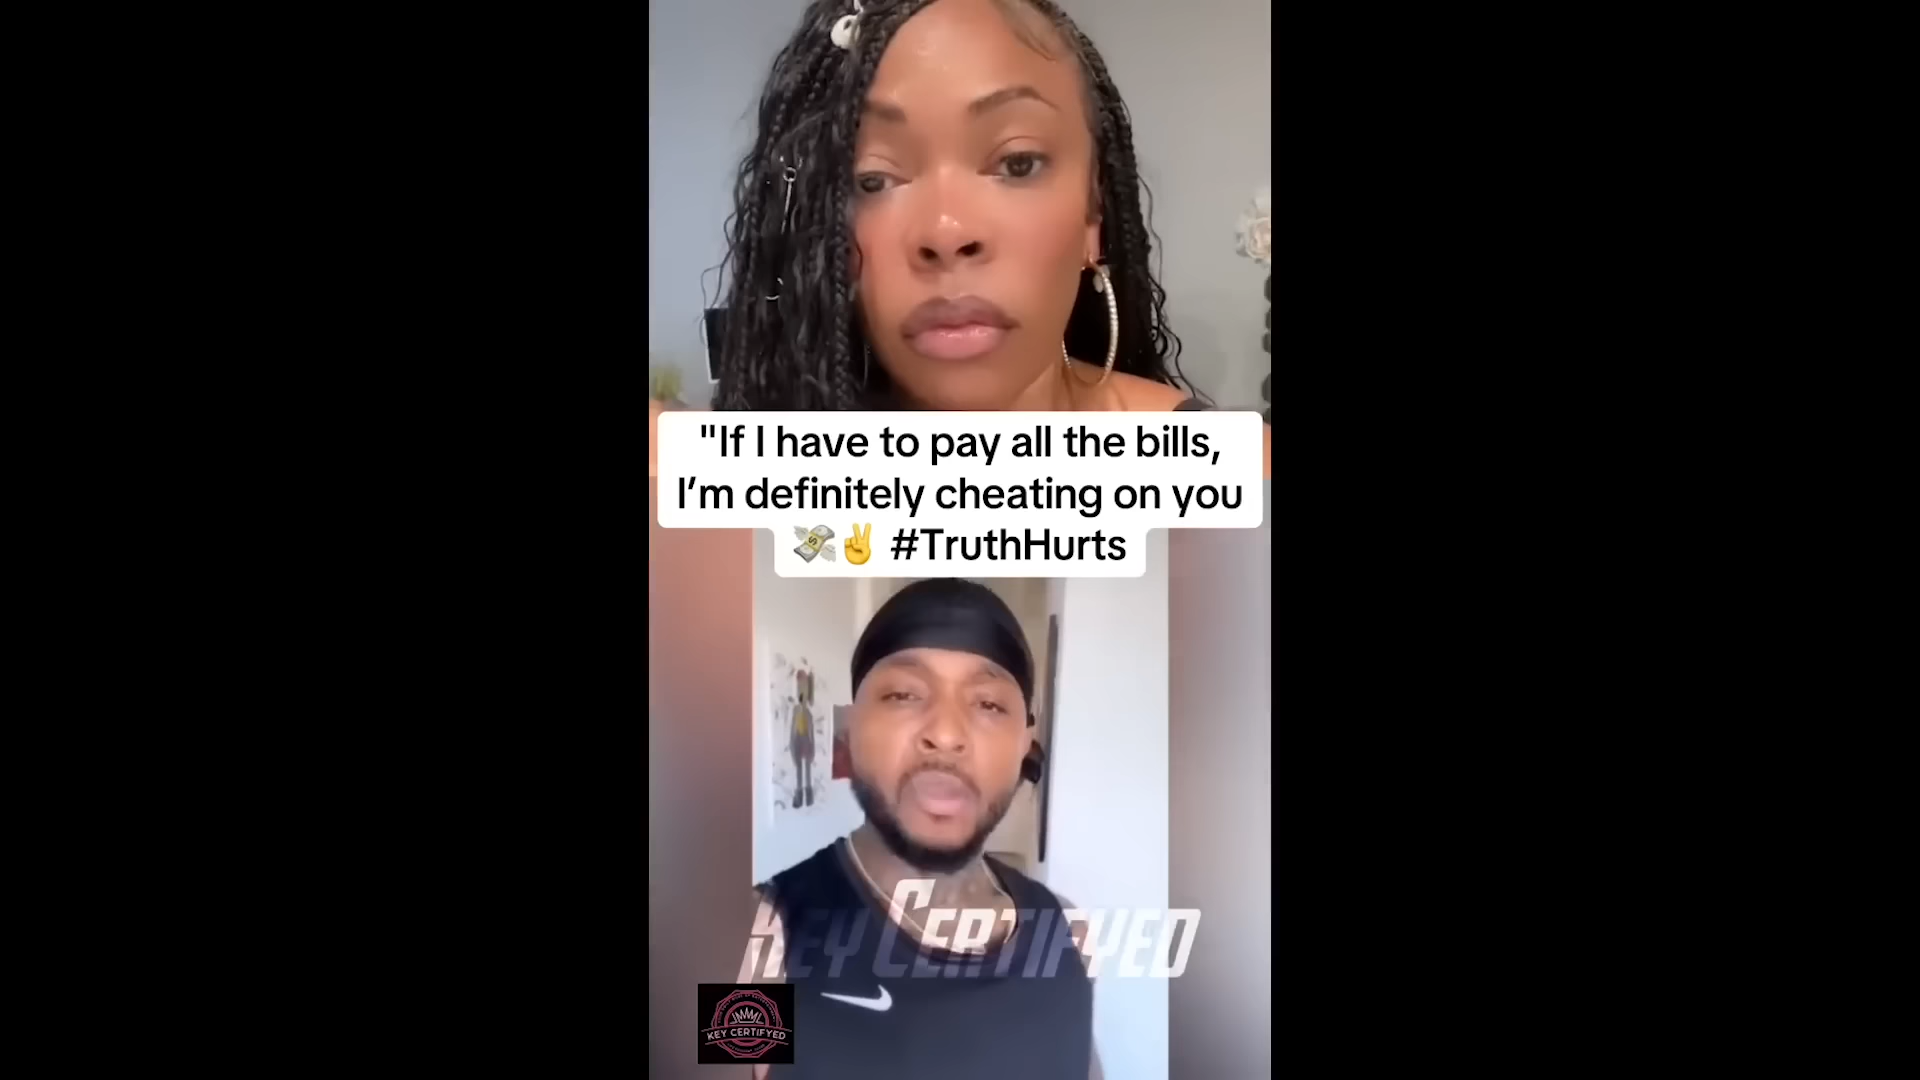 "If I have to pay all the bills,
I’m definitely cheating on you
💸✌️ #TruthHurts
KEY CERTIFYED
KEY CERTIFYED